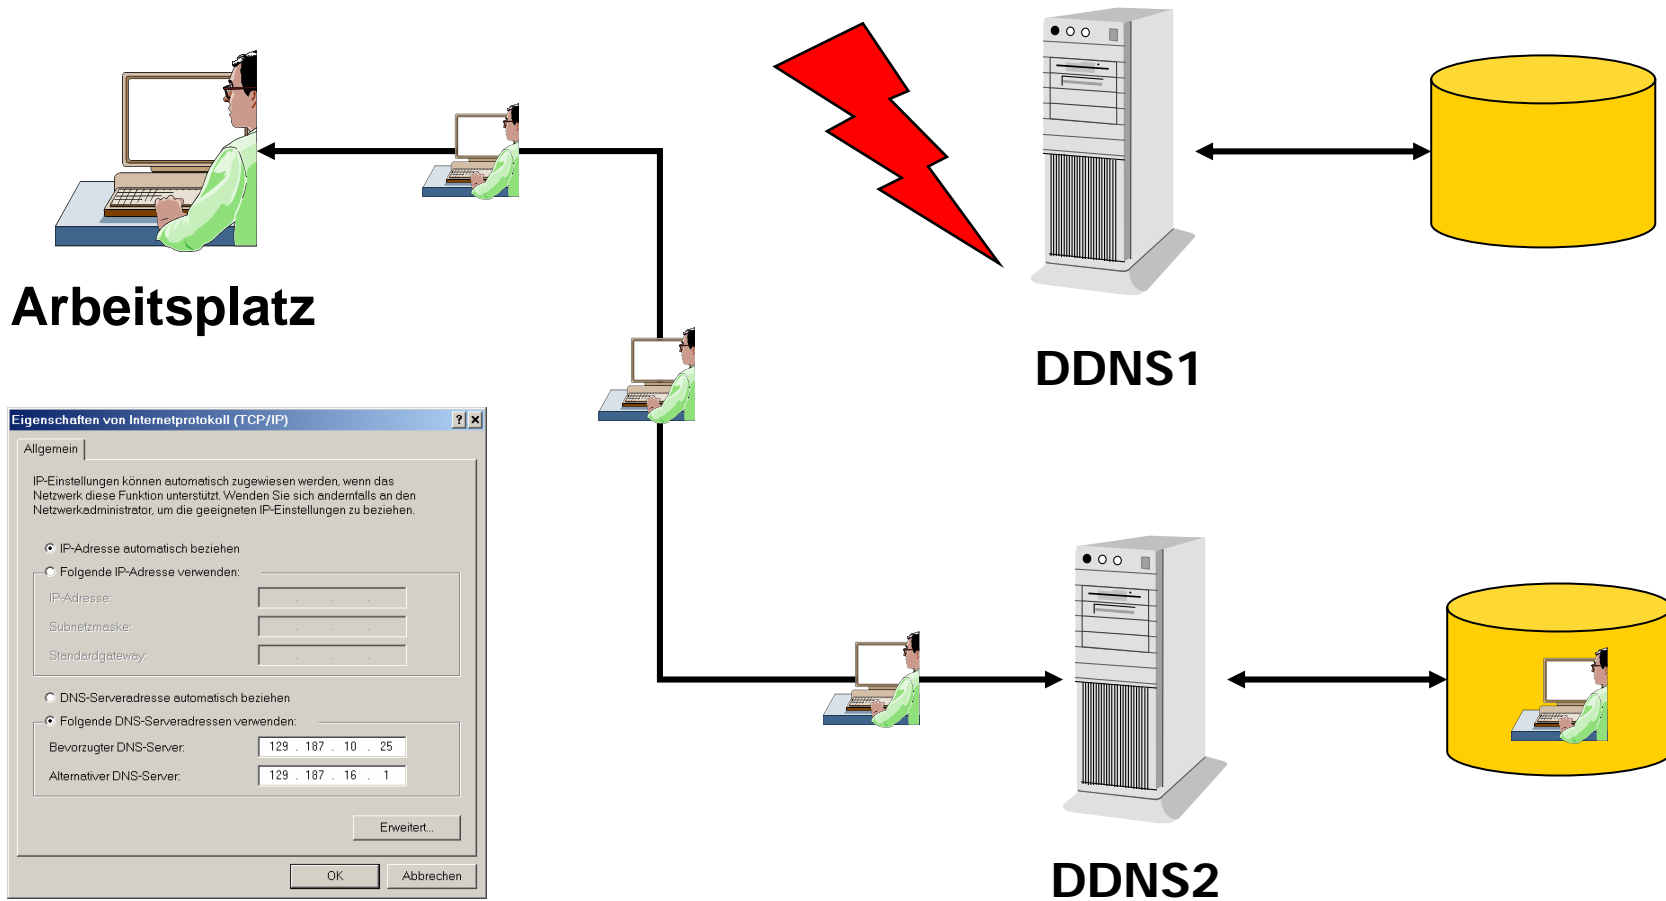 Arbeitsplatz
DDNS1
Eigenschaften von Internetprotokoll (TCP/IP)
Allgemein
IP-Einstellungen können automatisch zugewiesen werden, wenn das
Netzwerk diese Funktion unterstützt. Wenden Sie sich andernfalls an den
Netzwerkadministrator, um die geeigneten IP-Einstellungen zu beziehen.
IP-Adresse automatisch beziehen
Folgende IP-Adresse verwenden:
IP-Adresse:
Subnetzmaske:
Standardgateway:
DNS-Serveradresse automatisch beziehen
Folgende DNS-Serveradressen verwenden:
Bevorzugter DNS-Server: 129 . 187 . 10 . 25
Alternativer DNS-Server: 129 . 187 . 16 . 1
Erweitert...
OK Abbrechen
DDNS2